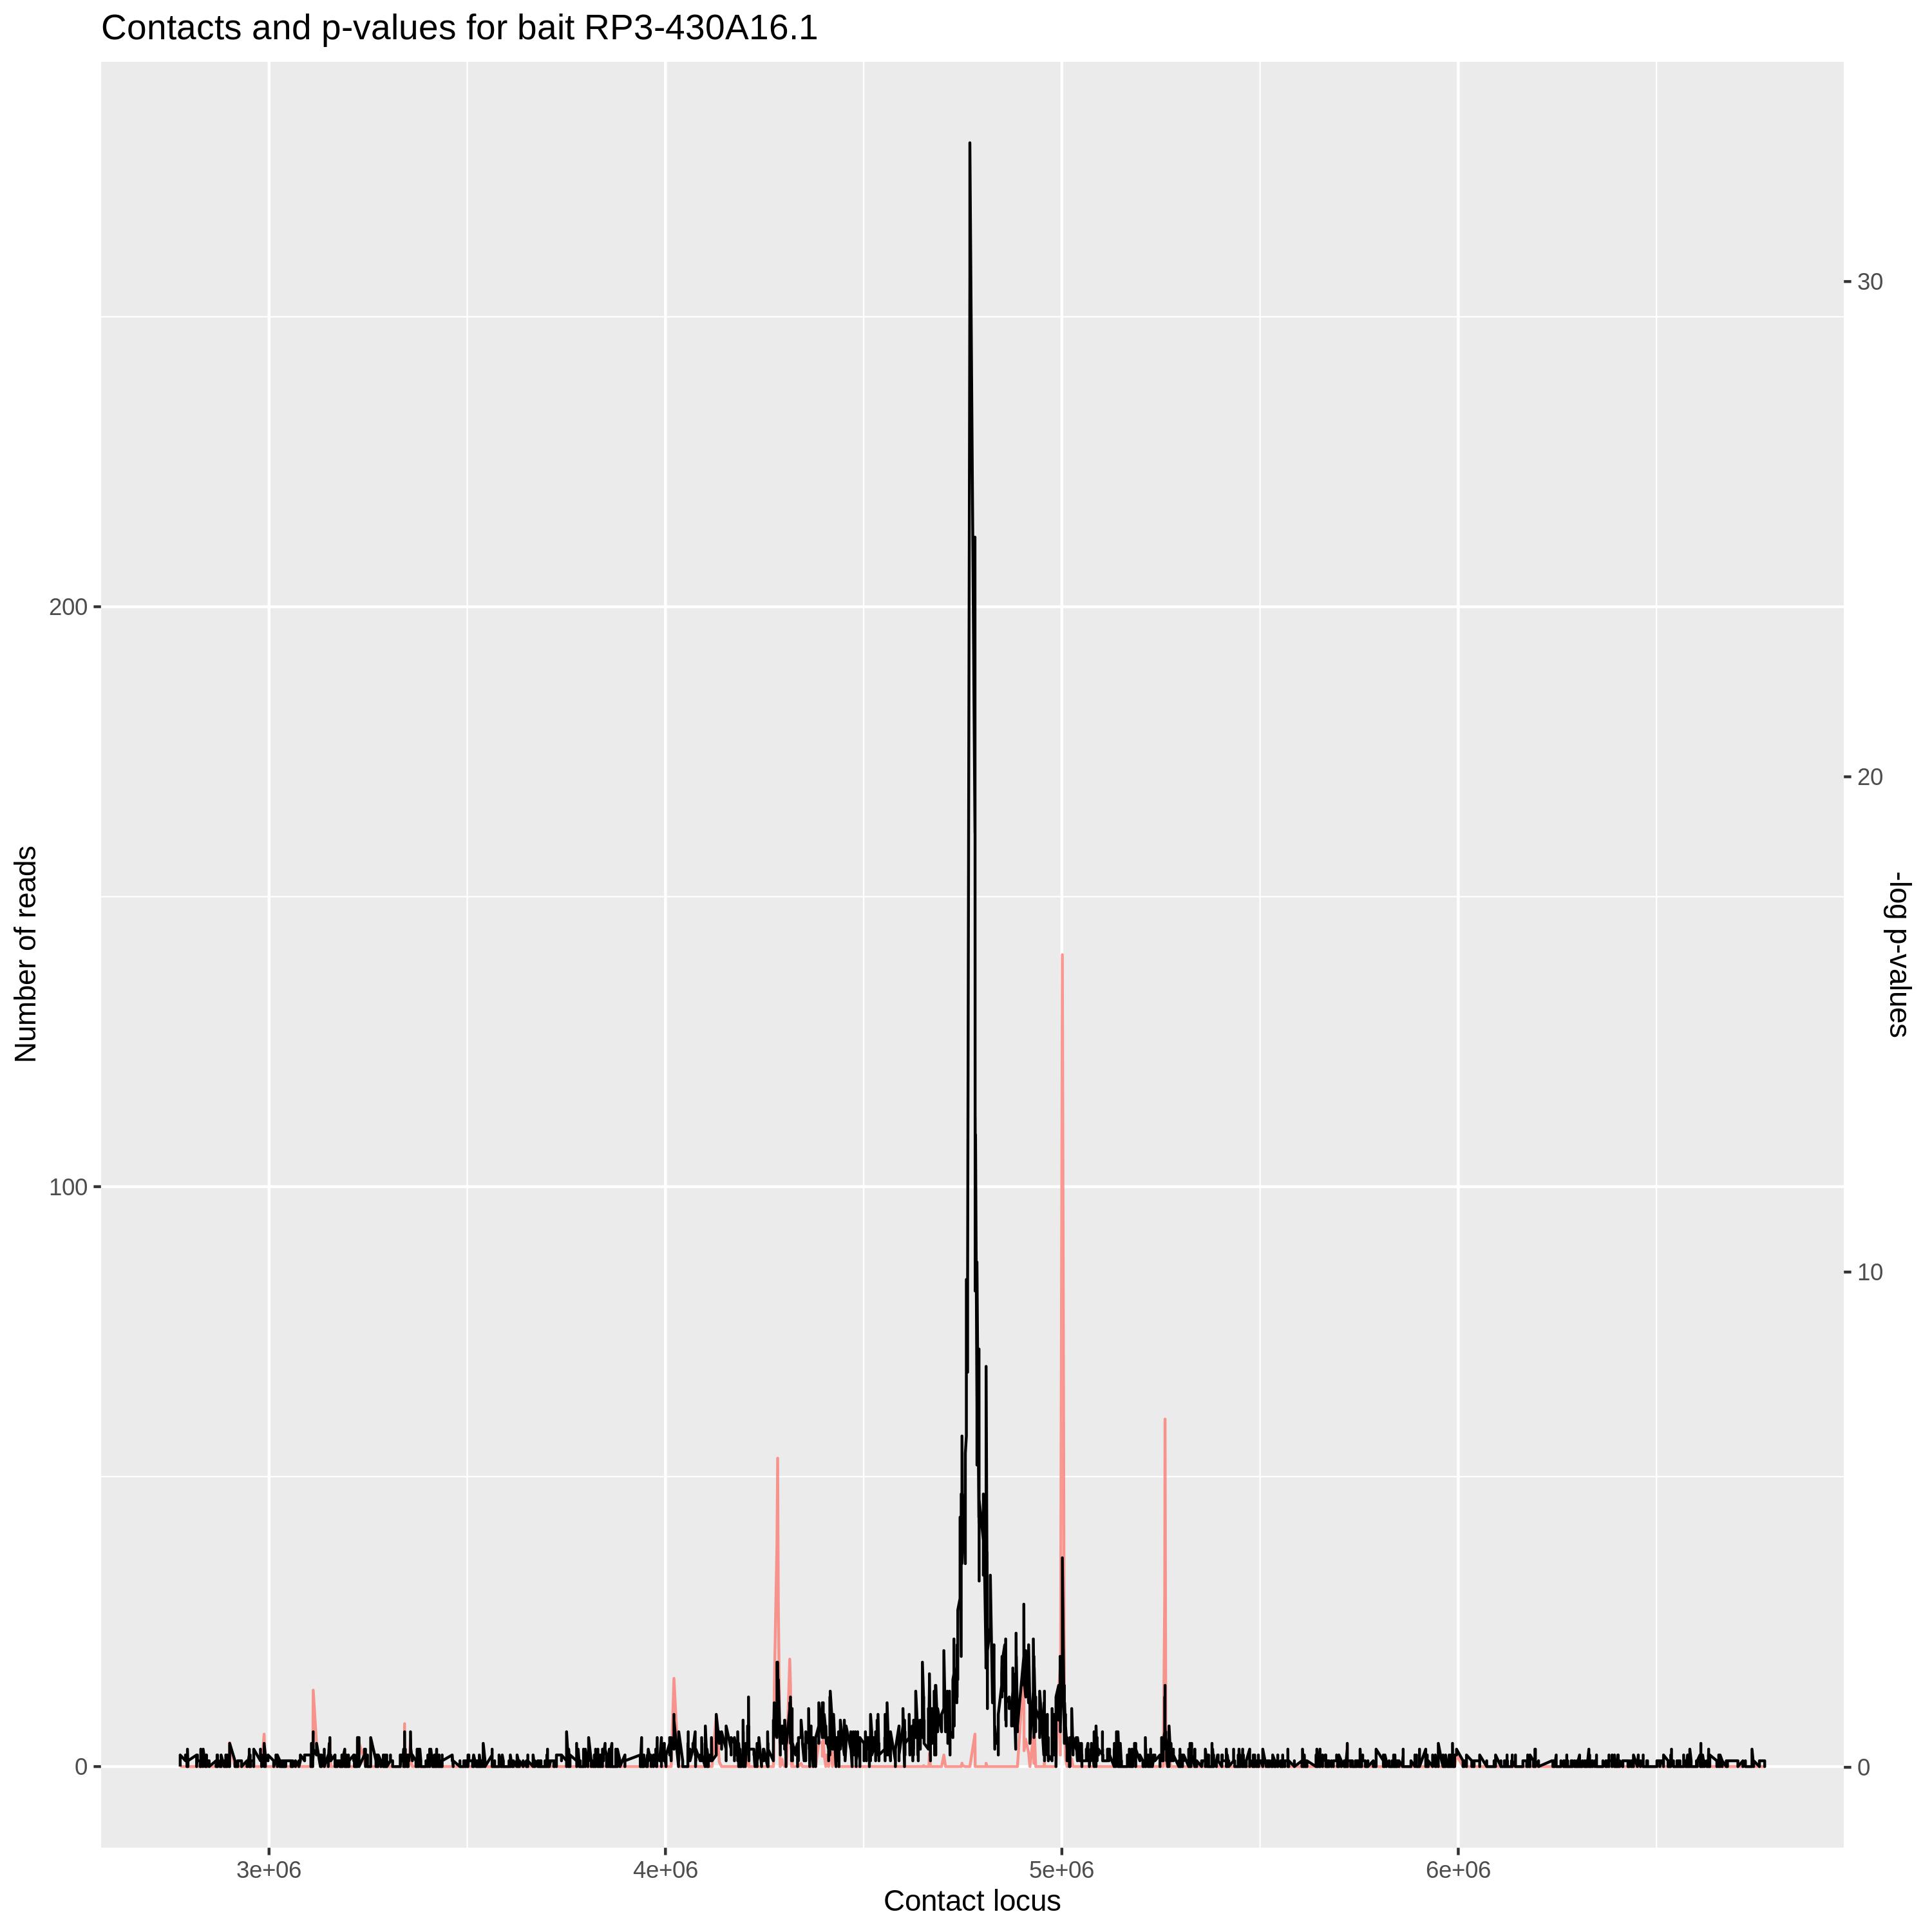 Contacts and p-values for bait RP3-430A16.1
Number of reads
200
100
0
30
20
10
0
-log p-values
3e+06 4e+06 5e+06 6e+06
Contact locus